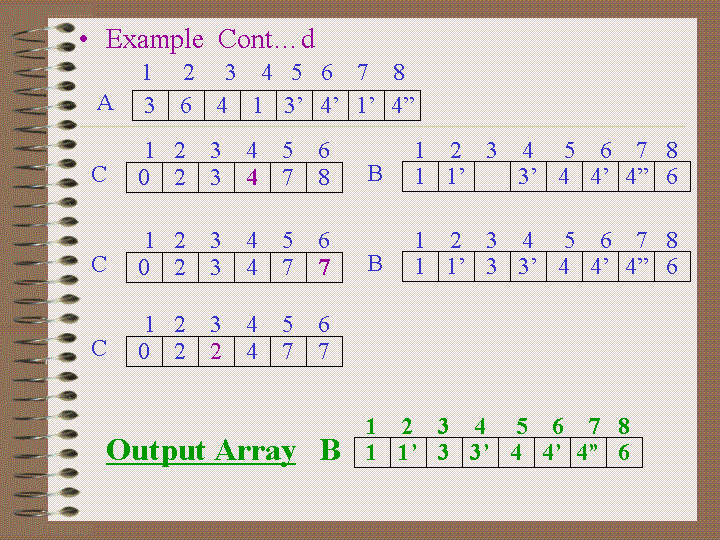 • Example Cont…d
1 2 3 4 5 6 7 8
A 3 6 4 1 3’ 4’ 1’ 4”
1 2 3 4 5 6
C 0 2 3 4 7 8
1 2 3 4 5 6 7 8
B 1 1’ 3’ 4 4’ 4” 6
1 2 3 4 5 6
C 0 2 3 4 7 7
1 2 3 4 5 6 7 8
B 1 1’ 3 3’ 4 4’ 4” 6
1 2 3 4 5 6
C 0 2 2 4 7 7
1 2 3 4 5 6 7 8
Output Array B 1 1’ 3 3’ 4 4’ 4” 6